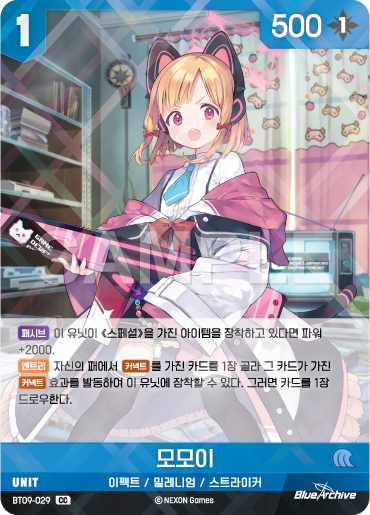 1
500 1
GAME
DEVEL
SAMPLE
패시브 이 유닛이 《스페셜》을 가진 아이템을 장착하고 있다면 파워
+2000.
엔트리 자신의 패에서 커넥트 를 가진 카드를 1장 골라 그 카드가 가진
커넥트 효과를 발동하여 이 유닛에 장착할 수 있다. 그러면 카드를 1장
드로우한다.
모모이
UNIT 이팩트 / 밀레니엄 / 스트라이커
BT09-029 CC © NEXON Games BlueArchive